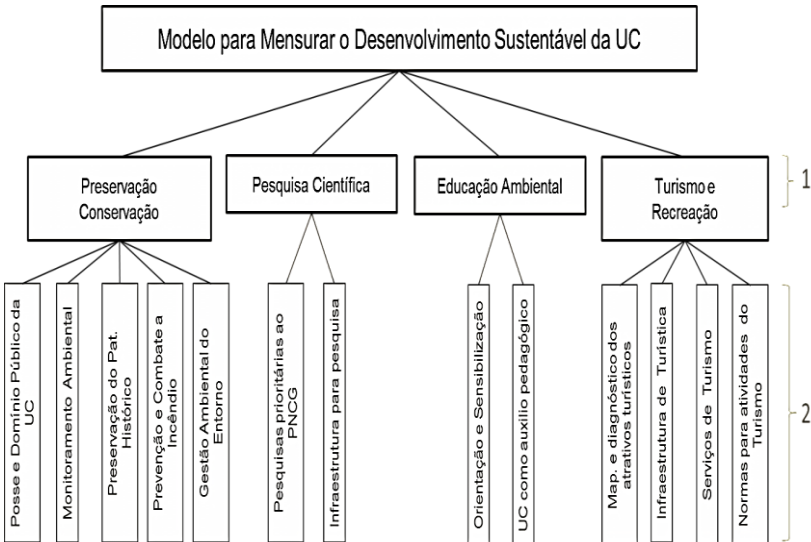 Modelo para Mensurar o Desenvolvimento Sustentável da UC
Preservação
Conservação
Pesquisa Científica
Educação Ambiental
Turismo e
Recreação
1
Posse e Domínio Público da
UC
Monitoramento Ambiental
Preservação do Pat.
Histórico
Prevenção e Combate a
Incêndio
Gestão Ambiental do
Entorno
Pesquisas prioritárias ao
PNCG
Infraestrutura para pesquisa
Orientação e Sensibilização
UC como auxilio pedagógico
Map. e diagnóstico dos
atrativos turísticos
Infraestrutura de Turística
Serviços de Turismo
Normas para atividades do
Turismo
2